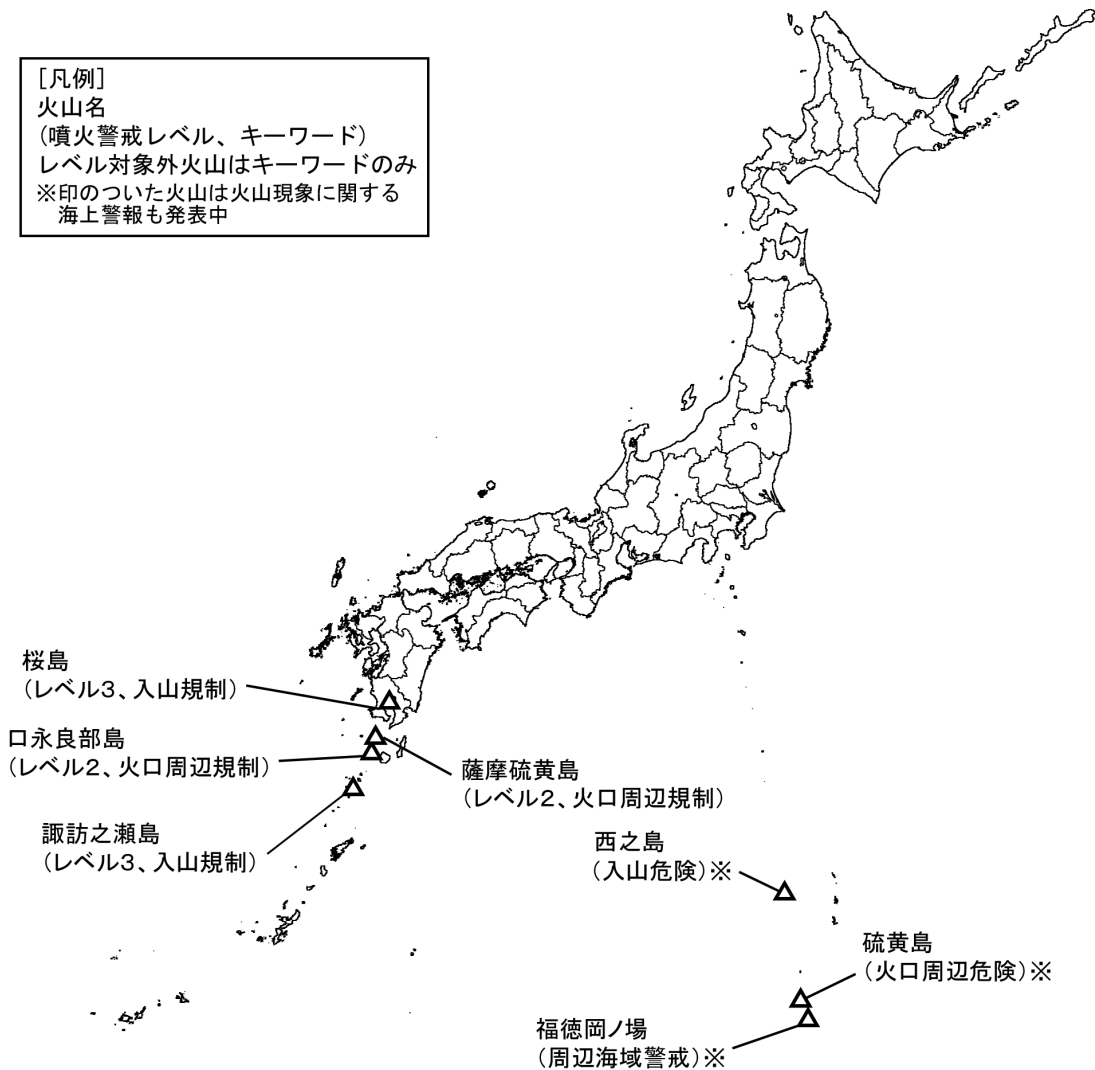 ［凡例］
火山名
（噴火警戒レベル、キーワード）
レベル対象外火山はキーワードのみ
※印のついた火山は火山現象に関する
海上警報も発表中
桜島
（レベル３、入山規制）
口永良部島
（レベル２、火口周辺規制）
薩摩硫黄島
（レベル２、火口周辺規制）
諏訪之瀬島
（レベル３、入山規制）
西之島
（入山危険）※
硫黄島
（火口周辺危険）※
福徳岡ノ場
（周辺海域警戒）※